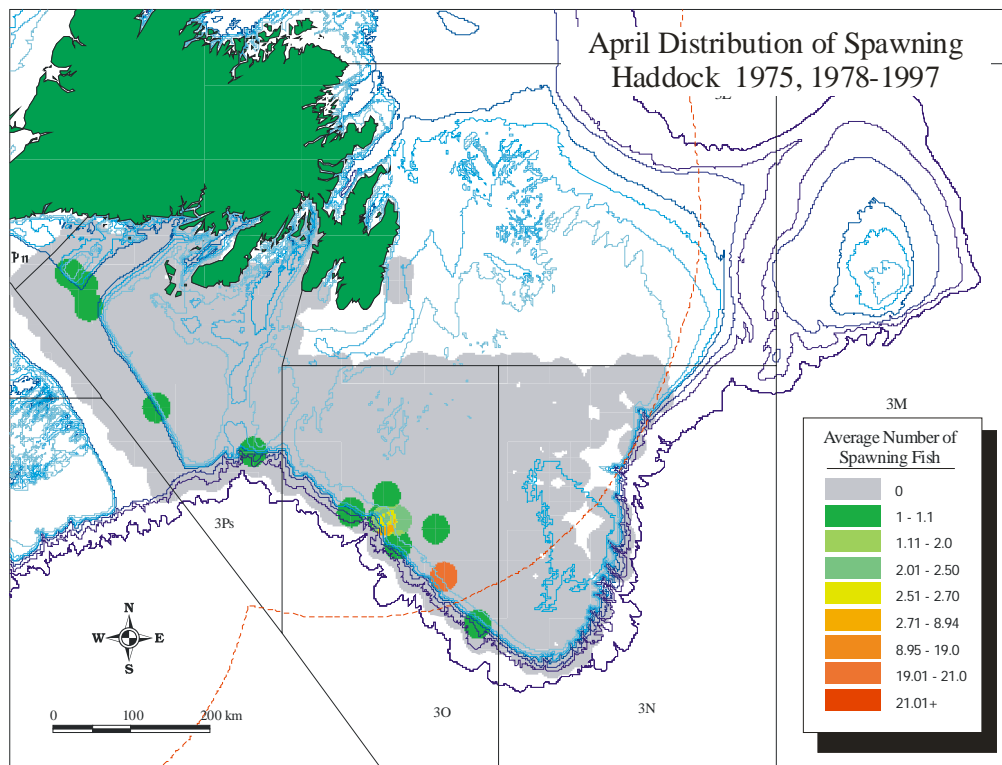 April Distribution of Spawning
Haddock 1975, 1978-1997
3M
Average Number of
Spawning Fish
0
1 - 1.1
1.11 - 2.0
2.01 - 2.50
2.51 - 2.70
2.71 - 8.94
8.95 - 19.0
19.01 - 21.0
21.01+
3Ps
N
W E
S
0 100 200 km
3O
3N